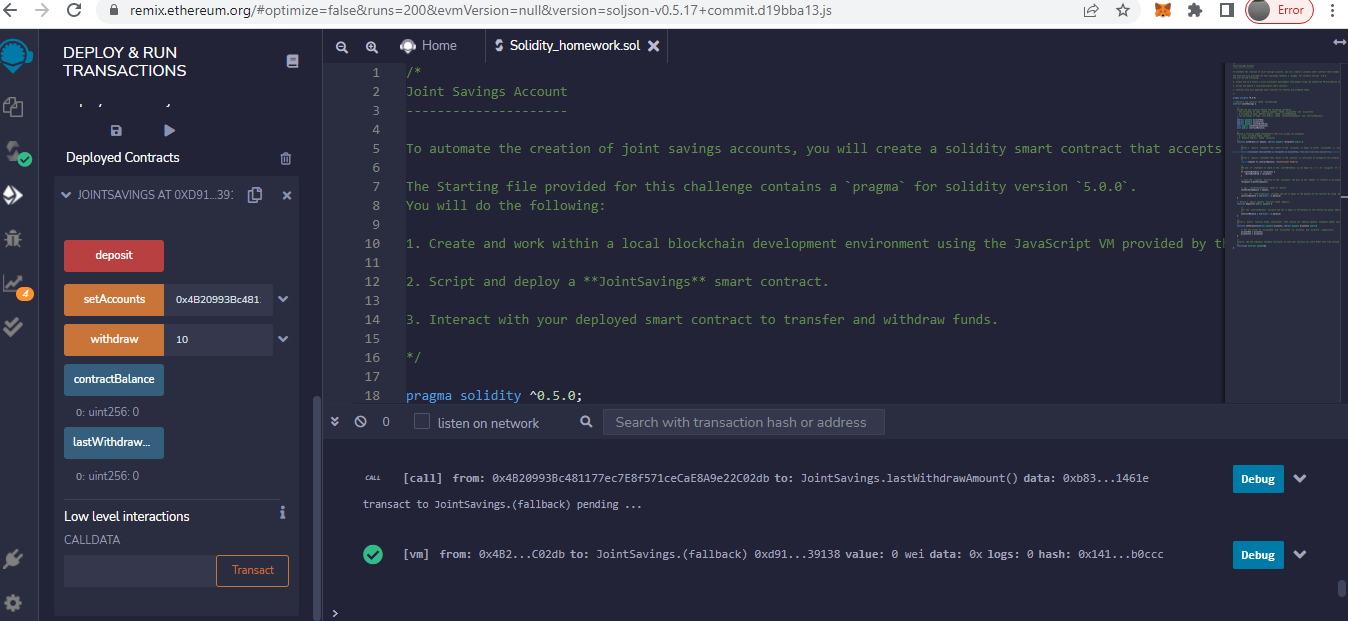 remix.ethereum.org/#optimize=false&runs=200&evmVersion=null&version=soljson-v0.5.17+commit.d19bba13.js
Error
DEPLOY & RUN
TRANSACTIONS
Deployed Contracts
JOINTSAVINGS AT 0XD91...39:
deposit
setAccounts 0x4B20993Bc481
withdraw 10
contractBalance
0: uint256: 0
lastWithdraw...
0: uint256: 0
Low level interactions
CALLDATA
Transact
4
Home
Solidity_homework.sol
1 /*
2 Joint Savings Account
3 ---------------------
4
5 To automate the creation of joint savings accounts, you will create a solidity smart contract that accepts
6
7 The Starting file provided for this challenge contains a `pragma` for solidity version `5.0.0`.
8 You will do the following:
9
10 1. Create and work within a local blockchain development environment using the JavaScript VM provided by th
11
12 2. Script and deploy a **JointSavings** smart contract.
13
14 3. Interact with your deployed smart contract to transfer and withdraw funds.
15
16 */
17
18 pragma solidity ^0.5.0;
0 listen on network Search with transaction hash or address
CALL [call] from: 0x4B20993Bc481177ec7E8f571ceCaE8A9e22C02db to: JointSavings.lastWithdrawAmount() data: 0xb83...1461e Debug
transact to JointSavings.(fallback) pending ...
[vm] from: 0x4B2...C02db to: JointSavings.(fallback) 0xd91...39138 value: 0 wei data: 0x logs: 0 hash: 0x141...b0ccc Debug
>